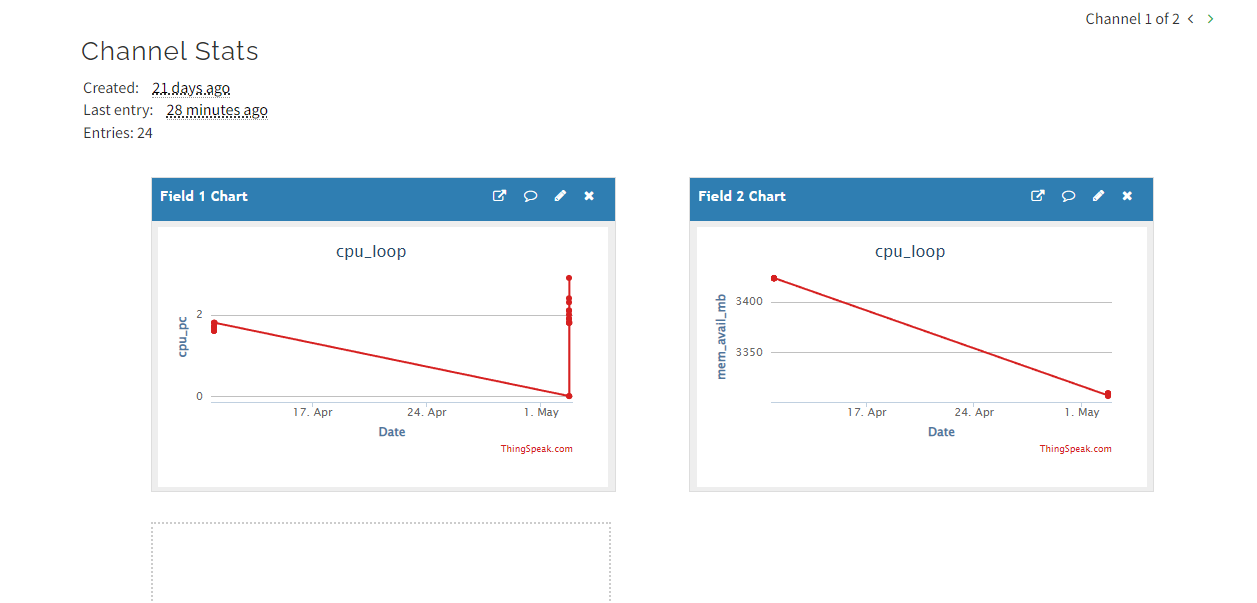 Channel 1 of 2
Channel Stats
Created: 21 days ago
Last entry: 28 minutes ago
Entries: 24
Field 1 Chart
cpu_loop
cpu_pc
2
0
17. Apr 24. Apr 1. May
Date
ThingSpeak.com
Field 2 Chart
cpu_loop
mem_avail_mb
3400
3350
17. Apr 24. Apr 1. May
Date
ThingSpeak.com